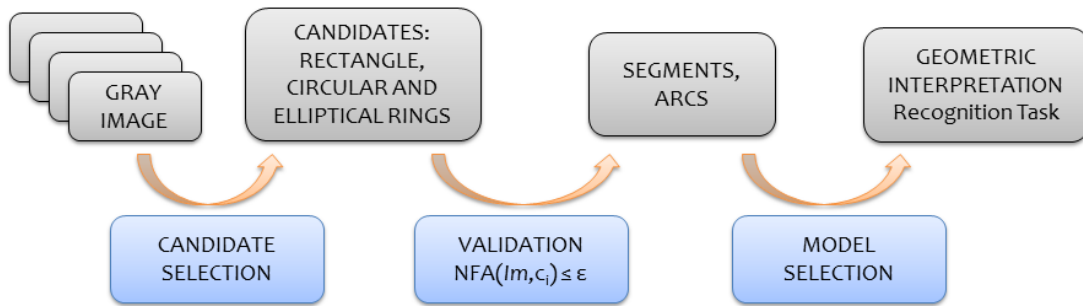 GRAY
IMAGE
CANDIDATES:
RECTANGLE,
CIRCULAR AND
ELLIPTICAL RINGS
SEGMENTS,
ARCS
GEOMETRIC
INTERPRETATION
Recognition Task
CANDIDATE
SELECTION
VALIDATION
NFA(Im,cᵢ) ≤ ε
MODEL
SELECTION